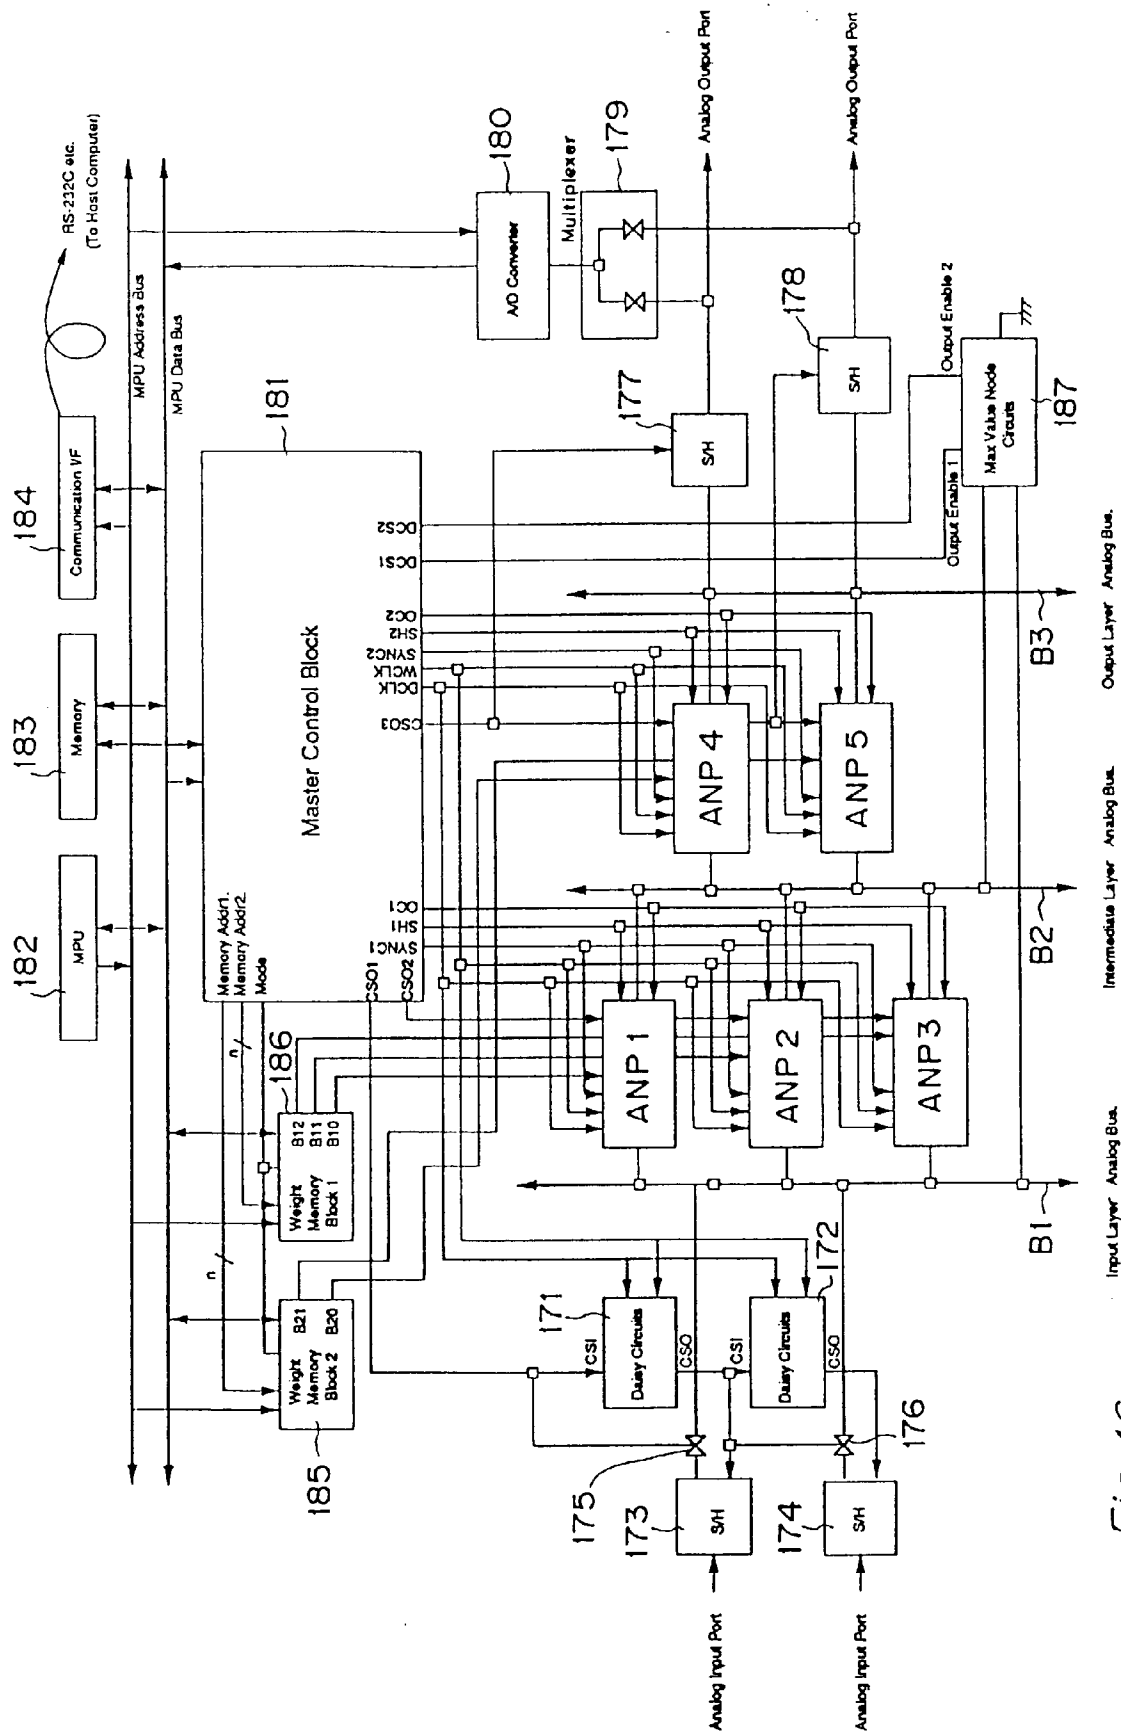 184
183
182
Communication I/F
Memory
MPU
RS-232C etc.
(To Host Computer)
MPU Address Bus
MPU Data Bus
181
Master Control
Block
Memory Addr1.
Memory Addr2.
Mode
CSO1
CSO2
SYNC1
SH1
OC1
CSO3
DCLK
WCLK
SYNC2
SH2
OC2
DCS1
DCS2
n
n
185
Weight
Memory
Block 2
B21
B20
186
Weight
Memory
Block 1
B12
B11
B10
180
A/D Converter
Multiplexer
179
177
S/H
178
S/H
Analog Output Port
Analog Output Port
Output Enable 1
Output Enable 2
Max Value Node
Circuits
187
ANP 4
ANP 5
ANP 1
ANP 2
ANP 3
171
CSI
Daisy Circuits
CSO
172
CSI
Daisy Circuits
CSO
175
176
173
S/H
174
S/H
Analog Input Port
Analog Input Port
B1
B2
B3
Input Layer Analog Bus.
Intermediate Layer Analog Bus.
Output Layer Analog Bus.